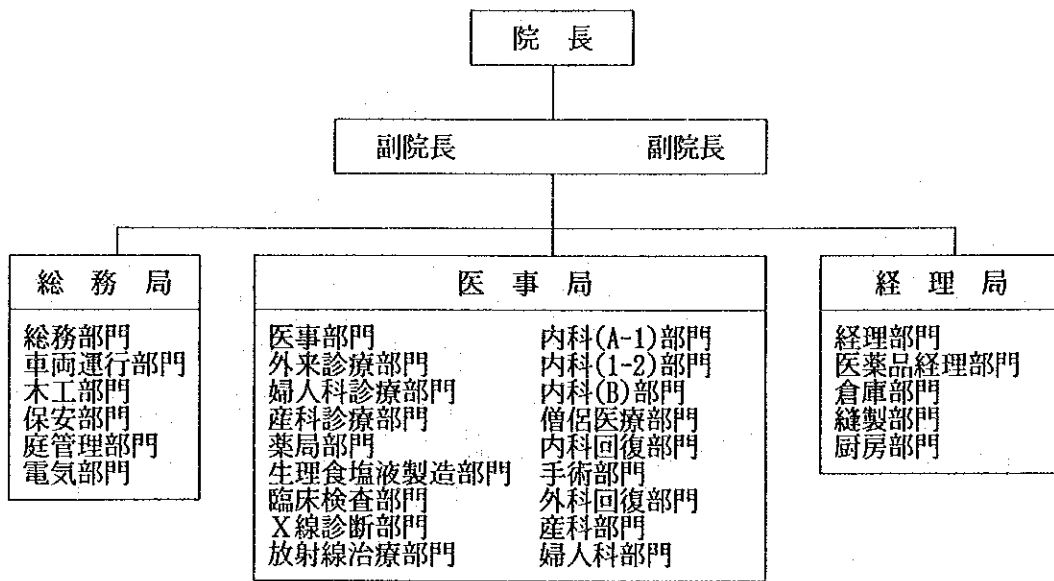 院長
副院長 副院長
総務局
総務部門
車両運行部門
木工部門
保安部門
庭管理部門
電気部門
医事局
医事部門
外来診療部門
婦人科診療部門
産科診療部門
薬局部門
生理食塩液製造部門
臨床検査部門
X線診断部門
放射線治療部門
内科(A-1)部門
内科(1-2)部門
内科(B)部門
僧侶医療部門
内科回復部門
手術部門
外科回復部門
産科部門
婦人科部門
経理局
経理部門
医薬品経理部門
倉庫部門
縫製部門
厨房部門